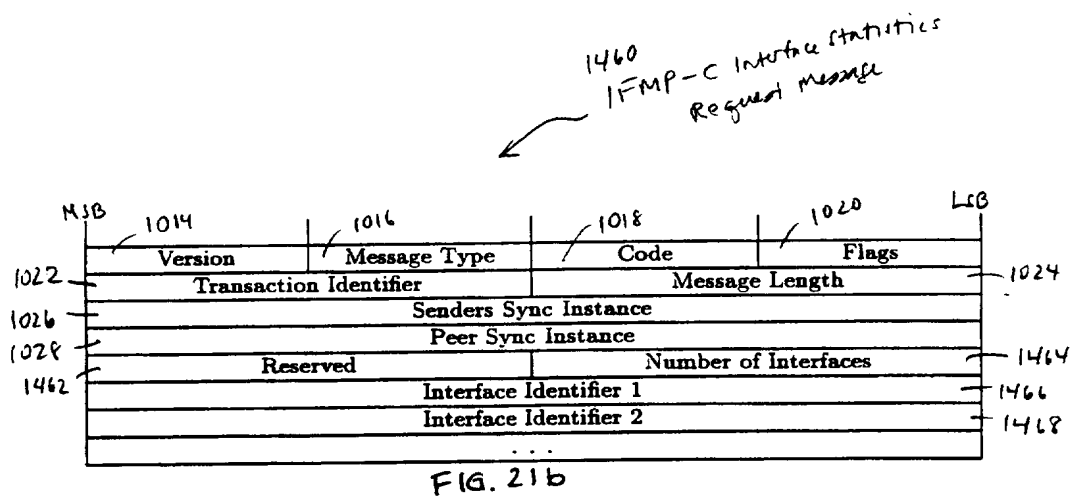 1460
IFMP-C Interface Statistics
Request Message
MSB LSB
1014 1016 1018 1020
Version Message Type Code Flags
1022 Transaction Identifier Message Length 1024
1026 Senders Sync Instance
1028 Peer Sync Instance
1462 Reserved Number of Interfaces 1464
Interface Identifier 1 1466
Interface Identifier 2 1468
...
FIG. 21b